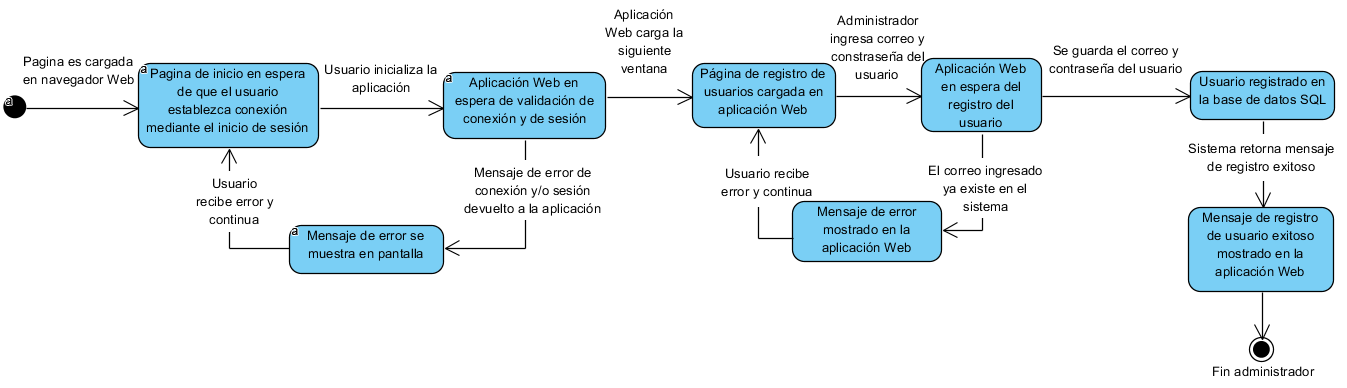 a
Pagina es cargada
en navegador Web
a
Pagina de inicio en espera
de que el usuario
establezca conexión
mediante el inicio de sesión
Usuario inicializa la
aplicación
a
Aplicación Web en
espera de validación de
conexión y de sesión
Aplicación
Web carga la
siguiente
ventana
Página de registro de
usuarios cargada en
aplicación Web
Administrador
ingresa correo y
constraseña del
usuario
Aplicación Web
en espera del
registro del
usuario
Se guarda el correo y
contraseña del usuario
Usuario registrado en
la base de datos SQL
Mensaje de error de
conexión y/o sesión
devuelto a la aplicación
a
Mensaje de error se
muestra en pantalla
Usuario
recibe error y
continua
El correo ingresado
ya existe en el
sistema
Mensaje de error
mostrado en la
aplicación Web
Usuario recibe
error y continua
Sistema retorna mensaje
de registro exitoso
Mensaje de registro
de usuario exitoso
mostrado en la
aplicación Web
Fin administrador